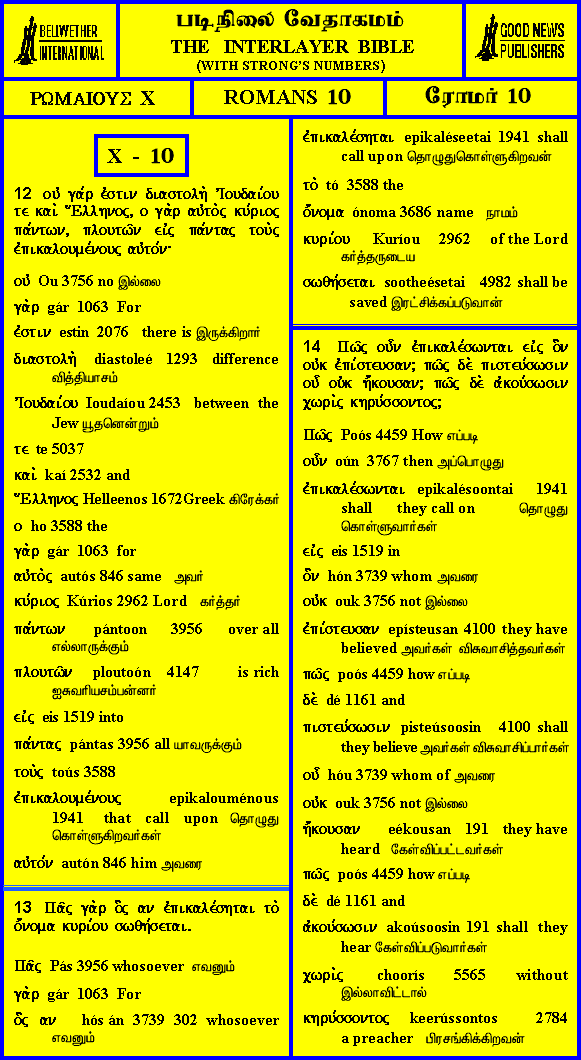 BELLWETHER
INTERNATIONAL
படிநிலை வேதாகமம்
THE INTERLAYER BIBLE
(WITH STRONG'S NUMBERS)
GOOD NEWS
PUBLISHERS
ΡΩΜΑΙΟΥΣ Χ
ROMANS 10
ரோமர் 10
X - 10
12 οὐ γάρ ἐστιν διαστολὴ Ἰουδαίου
τε καὶ Ἕλληνος, ο γὰρ αὐτὸς κύριος
πάντων, πλουτῶν εἰς πάντας τοὺς
ἐπικαλουμένους αὐτόν·
οὐ Ou 3756 no இல்லை
γὰρ gár 1063 For
ἐστιν estin 2076 there is இருக்கிறார்
διαστολὴ diastoleé 1293 difference
வித்தியாசம்
Ἰουδαίου Ioudaíou 2453 between the
Jew யூதனென்றும்
τε te 5037
καὶ kaí 2532 and
Ἕλληνος Helleenos 1672 Greek கிரேக்கர்
ο ho 3588 the
γὰρ gár 1063 for
αὐτὸς autós 846 same அவர்
κύριος Kúrios 2962 Lord கர்த்தர்
πάντων pántoon 3956 over all
எல்லாருக்கும்
πλουτῶν ploutoón 4147 is rich
ஐசுவரியசம்பன்னர்
εἰς eis 1519 into
πάντας pántas 3956 all யாவருக்கும்
τοὺς toús 3588
ἐπικαλουμένους epikalouménous
1941 that call upon தொழுது
கொள்ளுகிறவர்கள்
αὐτόν autón 846 him அவரை
13 Πᾶς γὰρ ὃς αν ἐπικαλέσηται τὸ
ὄνομα κυρίου σωθήσεται.
Πᾶς Pás 3956 whosoever எவனும்
γὰρ gár 1063 For
ὃς αν hós án 3739 302 whosoever
எவனும்
ἐπικαλέσηται epikaléseetai 1941 shall
call upon தொழுதுகொள்ளுகிறவன்
τὸ tó 3588 the
ὄνομα ónoma 3686 name நாமம்
κυρίου Kuríou 2962 of the Lord
கர்த்தருடைய
σωθήσεται sootheésetai 4982 shall be
saved இரட்சிக்கப்படுவான்
14 Πῶς οὖν ἐπικαλέσωνται εἰς ὃν
οὐκ ἐπίστευσαν; πῶς δὲ πιστεύσωσιν
οὗ οὐκ ἤκουσαν; πῶς δὲ ἀκούσωσιν
χωρὶς κηρύσσοντος;
Πῶς Poós 4459 How எப்படி
οὖν oún 3767 then அப்பொழுது
ἐπικαλέσωνται epikalésoontai 1941
shall they call on தொழுது
கொள்ளுவார்கள்
εἰς eis 1519 in
ὃν hón 3739 whom அவரை
οὐκ ouk 3756 not இல்லை
ἐπίστευσαν epísteusan 4100 they have
believed அவர்கள் விசுவாசித்தவர்கள்
πῶς poós 4459 how எப்படி
δὲ dé 1161 and
πιστεύσωσιν pisteúsoosin 4100 shall
they believe அவர்கள் விசுவாசிப்பார்கள்
οὗ hóu 3739 whom of அவரை
οὐκ ouk 3756 not இல்லை
ἤκουσαν eékousan 191 they have
heard கேள்விப்பட்டவர்கள்
πῶς poós 4459 how எப்படி
δὲ dé 1161 and
ἀκούσωσιν akoúsoosin 191 shall they
hear கேள்விப்படுவார்கள்
χωρὶς choorís 5565 without
இல்லாவிட்டால்
κηρύσσοντος keerússontos 2784
a preacher பிரசங்கிக்கிறவன்